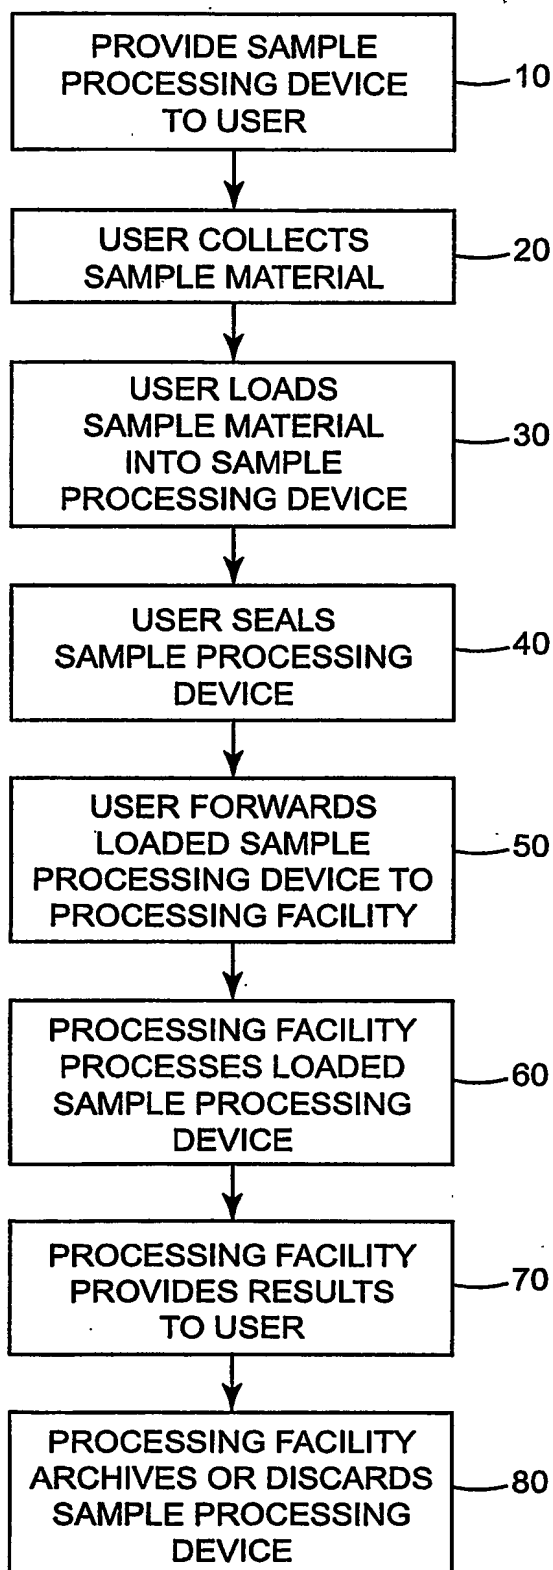 PROVIDE SAMPLE
PROCESSING DEVICE
TO USER
10
USER COLLECTS
SAMPLE MATERIAL
20
USER LOADS
SAMPLE MATERIAL
INTO SAMPLE
PROCESSING DEVICE
30
USER SEALS
SAMPLE PROCESSING
DEVICE
40
USER FORWARDS
LOADED SAMPLE
PROCESSING DEVICE TO
PROCESSING FACILITY
50
PROCESSING FACILITY
PROCESSES LOADED
SAMPLE PROCESSING
DEVICE
60
PROCESSING FACILITY
PROVIDES RESULTS
TO USER
70
PROCESSING FACILITY
ARCHIVES OR DISCARDS
SAMPLE PROCESSING
DEVICE
80